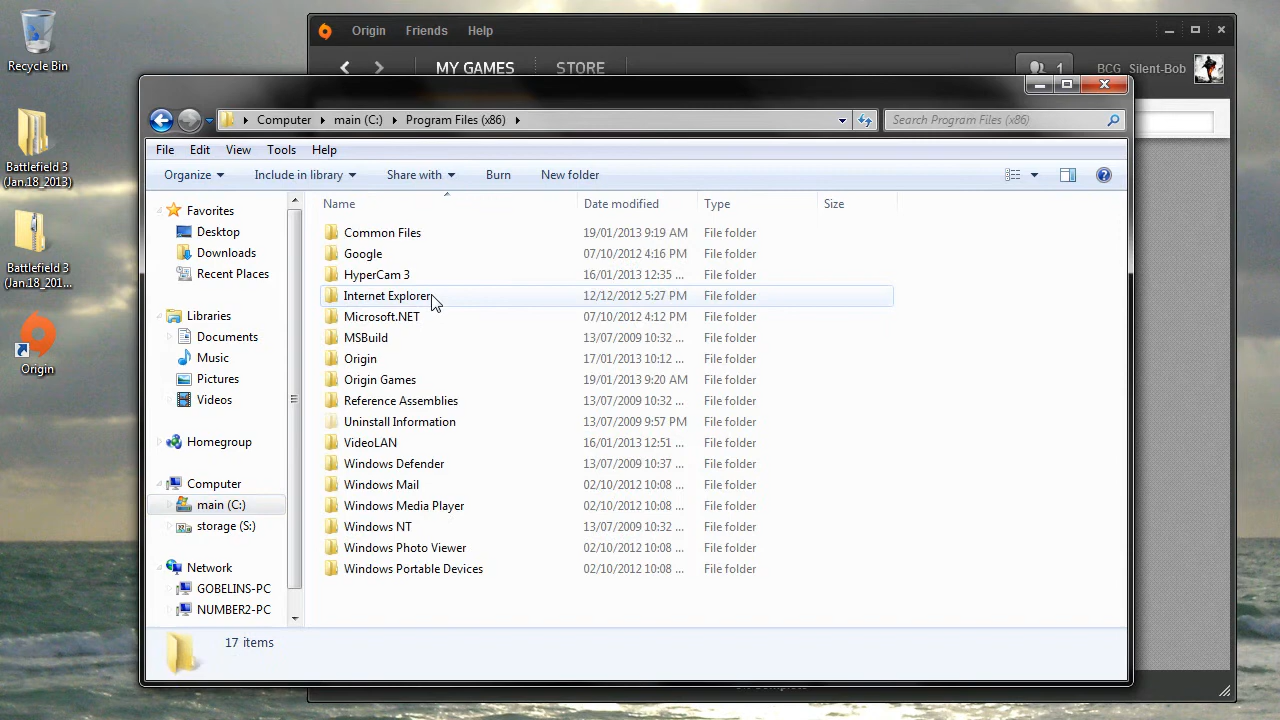 Recycle Bin
Battlefield 3
(Jan.18_2013)
Battlefield 3
(Jan.18_201...
Origin
Origin Friends Help
MY GAMES STORE
1
BCG_Silent-Bob
Computer main (C:) Program Files (x86)
Search Program Files (x86)
File Edit View Tools Help
Organize Include in library Share with Burn New folder
Favorites
Desktop
Downloads
Recent Places
Libraries
Documents
Music
Pictures
Videos
Homegroup
Computer
main (C:)
storage (S:)
Network
GOBELINS-PC
NUMBER2-PC
Name Date modified Type Size
Common Files 19/01/2013 9:19 AM File folder
Google 07/10/2012 4:16 PM File folder
HyperCam 3 16/01/2013 12:35 ... File folder
Internet Explorer 12/12/2012 5:27 PM File folder
Microsoft.NET 07/10/2012 4:12 PM File folder
MSBuild 13/07/2009 10:32 ... File folder
Origin 17/01/2013 10:12 ... File folder
Origin Games 19/01/2013 9:20 AM File folder
Reference Assemblies 13/07/2009 10:32 ... File folder
Uninstall Information 13/07/2009 9:57 PM File folder
VideoLAN 16/01/2013 12:51 ... File folder
Windows Defender 13/07/2009 10:37 ... File folder
Windows Mail 02/10/2012 10:08 ... File folder
Windows Media Player 02/10/2012 10:08 ... File folder
Windows NT 13/07/2009 10:32 ... File folder
Windows Photo Viewer 02/10/2012 10:08 ... File folder
Windows Portable Devices 02/10/2012 10:08 ... File folder
17 items